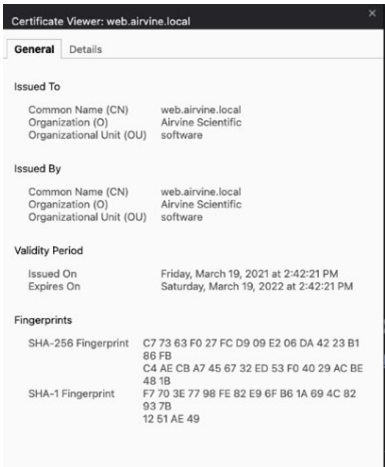 Certificate Viewer: web.airvine.local
×
General Details
Issued To
Common Name (CN) web.airvine.local
Organization (O) Airvine Scientific
Organizational Unit (OU) software
Issued By
Common Name (CN) web.airvine.local
Organization (O) Airvine Scientific
Organizational Unit (OU) software
Validity Period
Issued On Friday, March 19, 2021 at 2:42:21 PM
Expires On Saturday, March 19, 2022 at 2:42:21 PM
Fingerprints
SHA-256 Fingerprint C7 73 63 F0 27 FC D9 09 E2 06 DA 42 23 B1
86 FB
C4 AE CB A7 45 67 32 ED 53 F0 40 29 AC BE
48 1B
SHA-1 Fingerprint F7 70 3E 77 98 FE 82 E9 6F B6 1A 69 4C 82
93 7B
12 51 AE 49